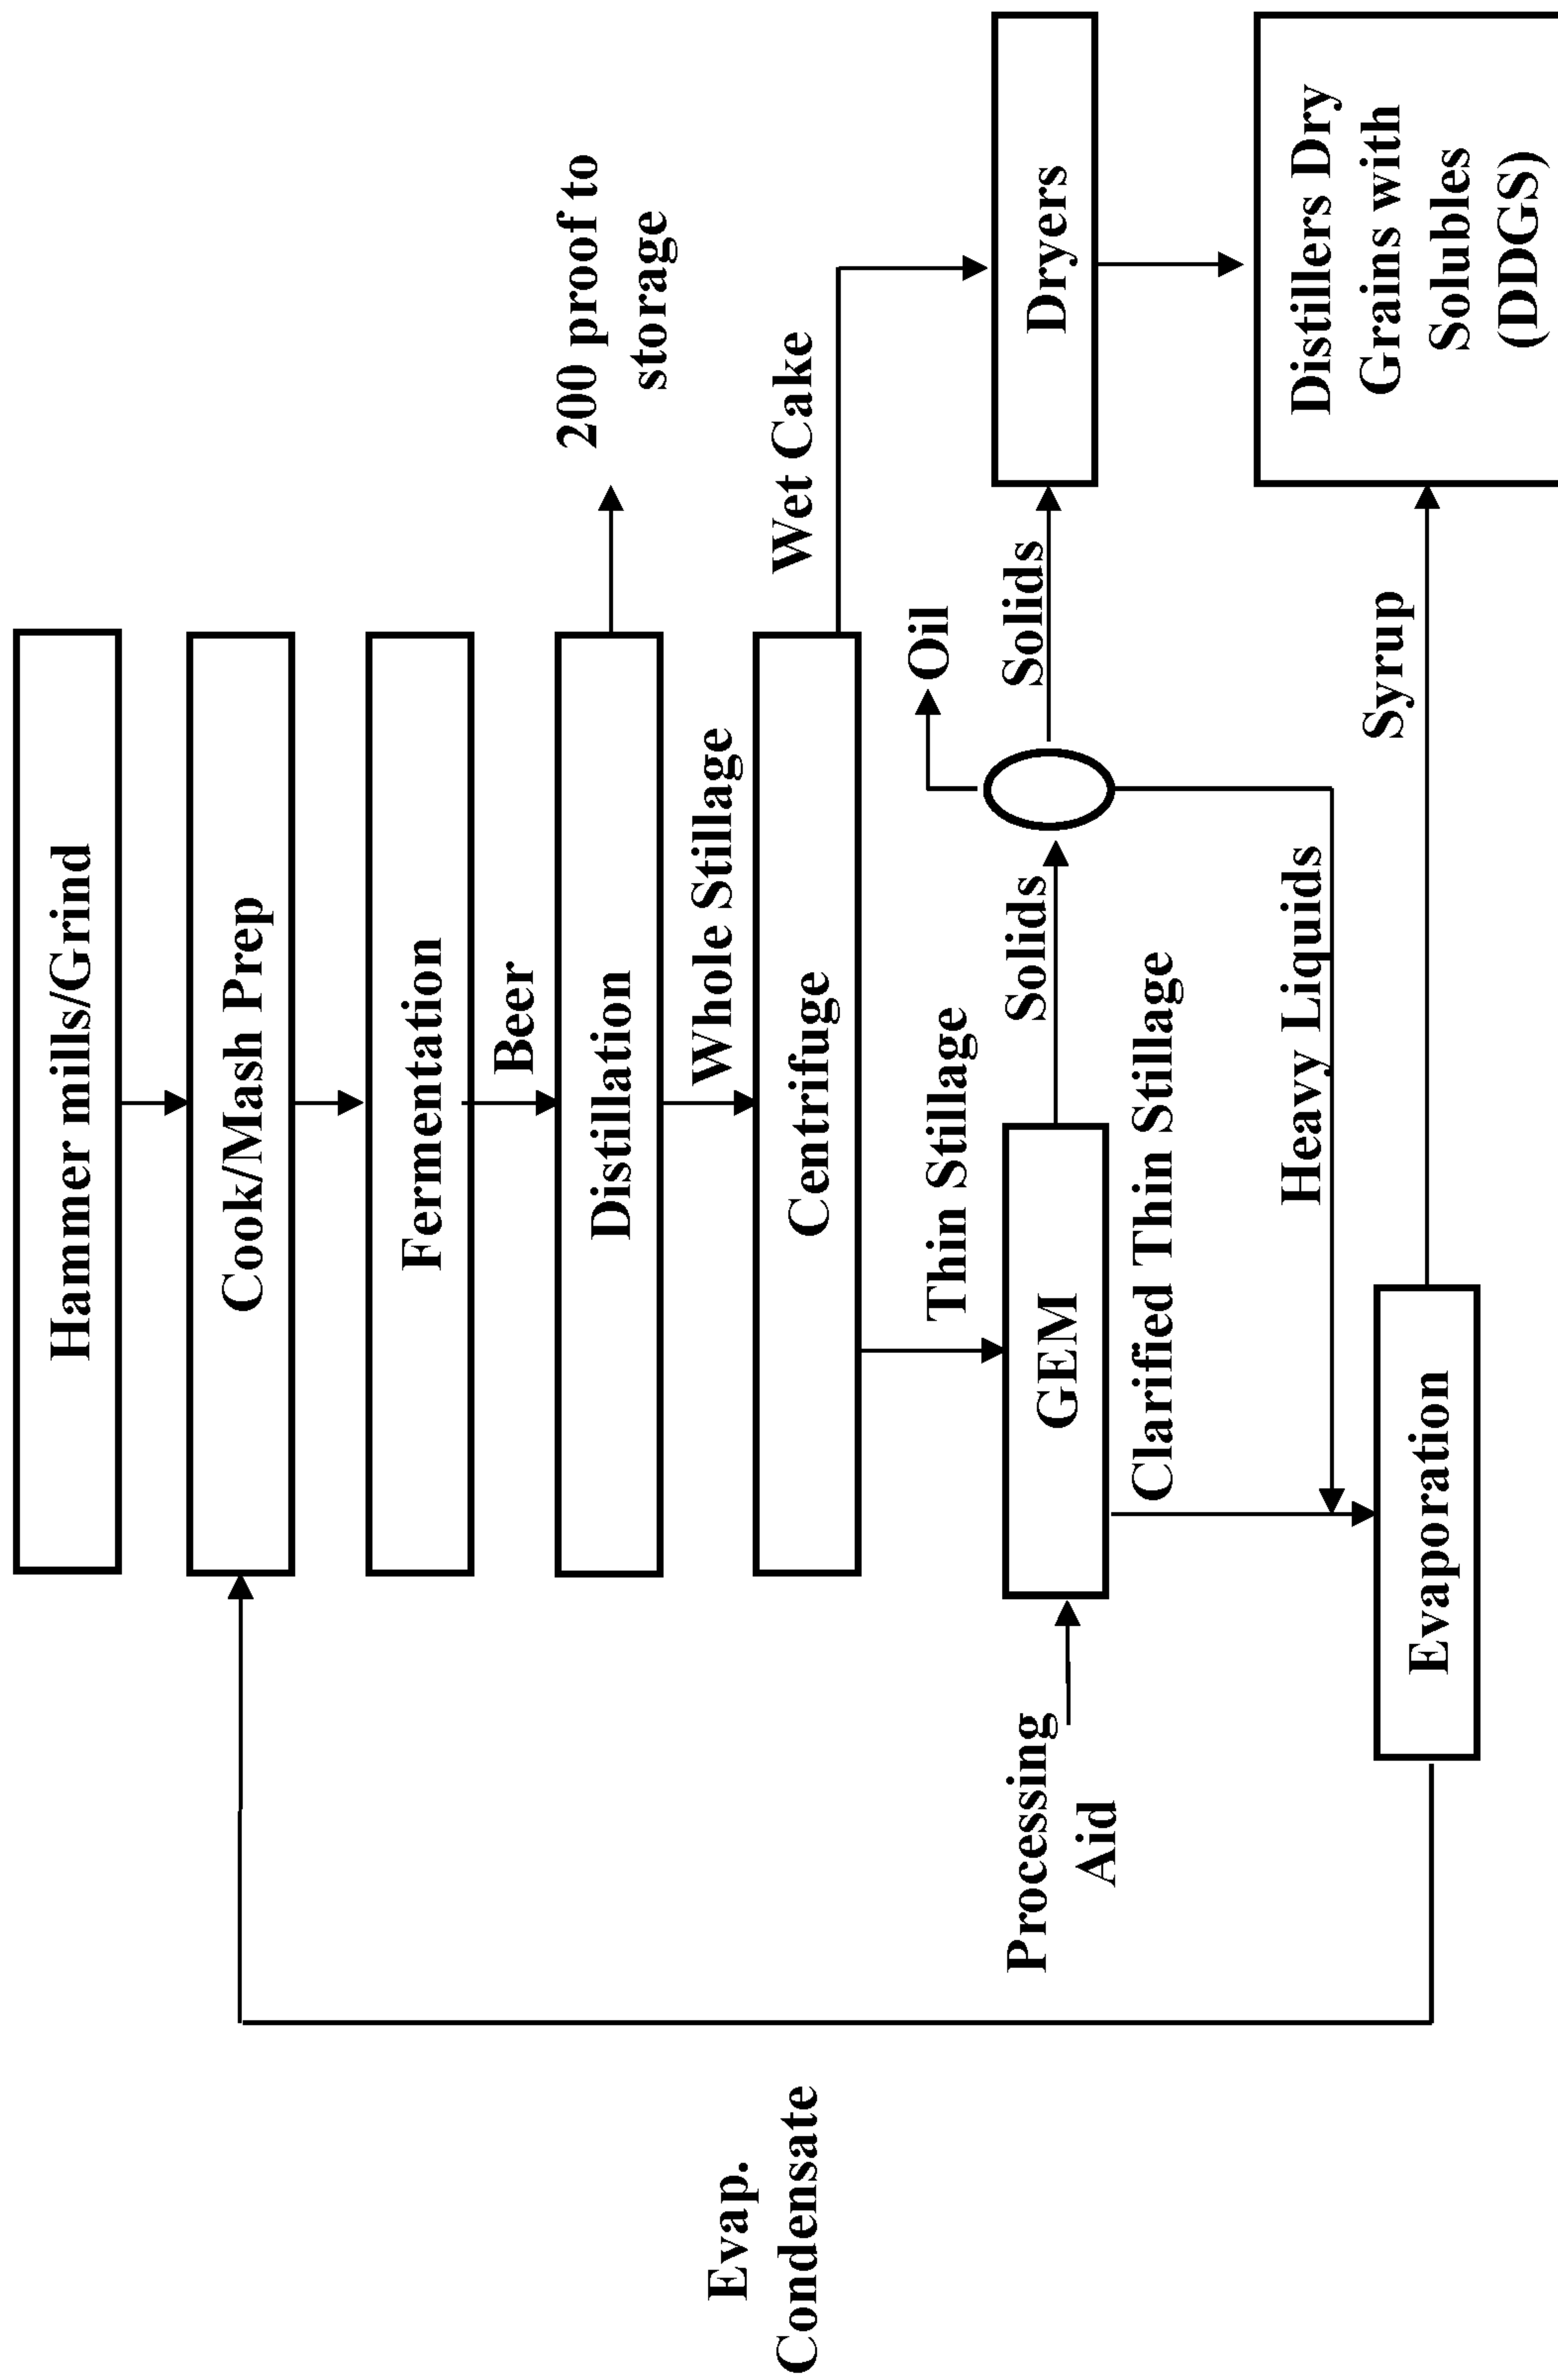 Hammer mills/Grind
Cook/Mash Prep
Fermentation
Beer
200 proof to
storage
Distillation
Whole Stillage
Evap.
Condensate
Wet Cake
Centrifuge
Oil
Thin Stillage
Processing
Aid
GEM
Solids
Solids
Dryers
Clarified Thin Stillage
Heavy Liquids
Distillers Dry
Grains with
Solubles
(DDGS)
Syrup
Evaporation